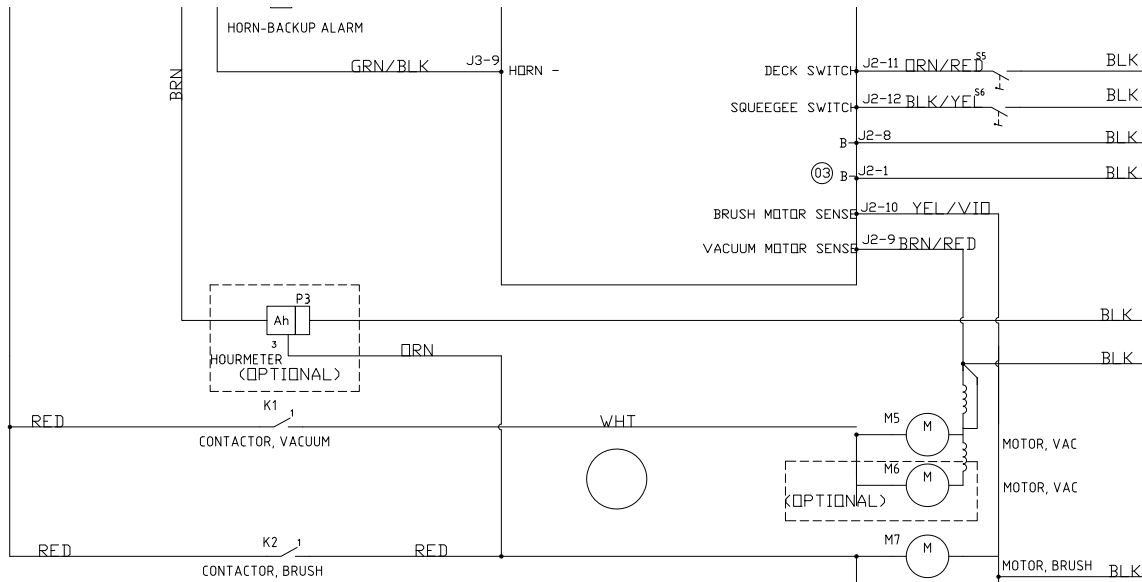 HORN-BACKUP ALARM
GRN/BLK
J3-9
HORN -
BRN
DECK SWITCH
J2-11
ORN/RED
S5
BLK
SQUEEGEE SWITCH
J2-12
BLK/YEL
S6
BLK
B-
J2-8
BLK
03
B-
J2-1
BLK
BRUSH MOTOR SENSE
J2-10
YEL/VIO
VACUUM MOTOR SENSE
J2-9
BRN/RED
P3
Ah
3
HOURMETER
(OPTIONAL)
ORN
BLK
BLK
RED
K1
1
CONTACTOR, VACUUM
WHT
M5
M
MOTOR, VAC
M6
M
MOTOR, VAC
(OPTIONAL)
RED
K2
1
CONTACTOR, BRUSH
RED
M7
M
MOTOR, BRUSH
BLK